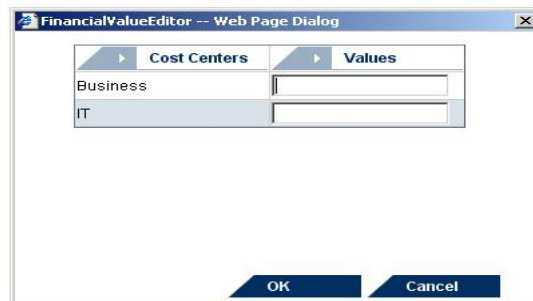 FinancialValueEditor -- Web Page Dialog
Cost Centers Values
Business
IT
OK Cancel